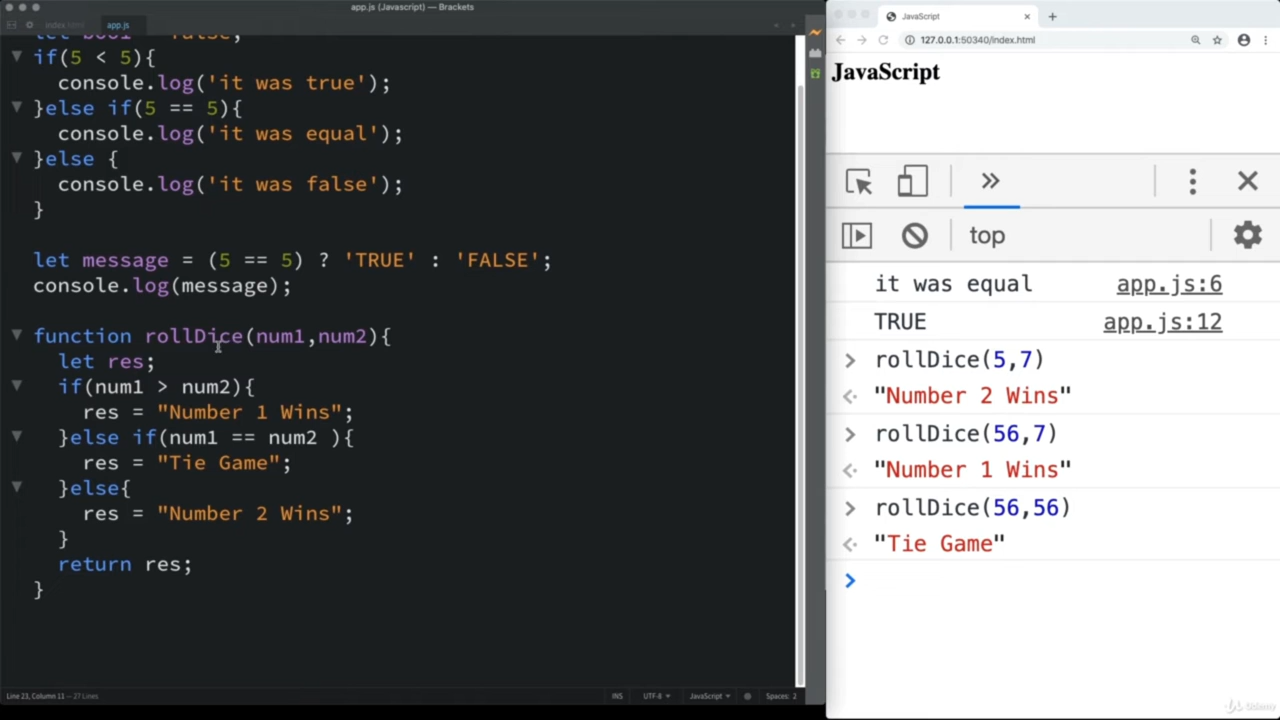 app.js (Javascript) — Brackets
index.html
app.js
let bool = false;
if(5 < 5){
console.log('it was true');
}else if(5 == 5){
console.log('it was equal');
}else {
console.log('it was false');
}
let message = (5 == 5) ? 'TRUE' : 'FALSE';
console.log(message);
function rollDice(num1,num2){
let res;
if(num1 > num2){
res = "Number 1 Wins";
}else if(num1 == num2 ){
res = "Tie Game";
}else{
res = "Number 2 Wins";
}
return res;
}
Line 23, Column 11 — 27 Lines
INS UTF-8 JavaScript Spaces: 2
JavaScript
127.0.0.1:50340/index.html
JavaScript
top
it was equal app.js:6
TRUE app.js:12
> rollDice(5,7)
"Number 2 Wins"
> rollDice(56,7)
"Number 1 Wins"
> rollDice(56,56)
"Tie Game"
>
Udemy